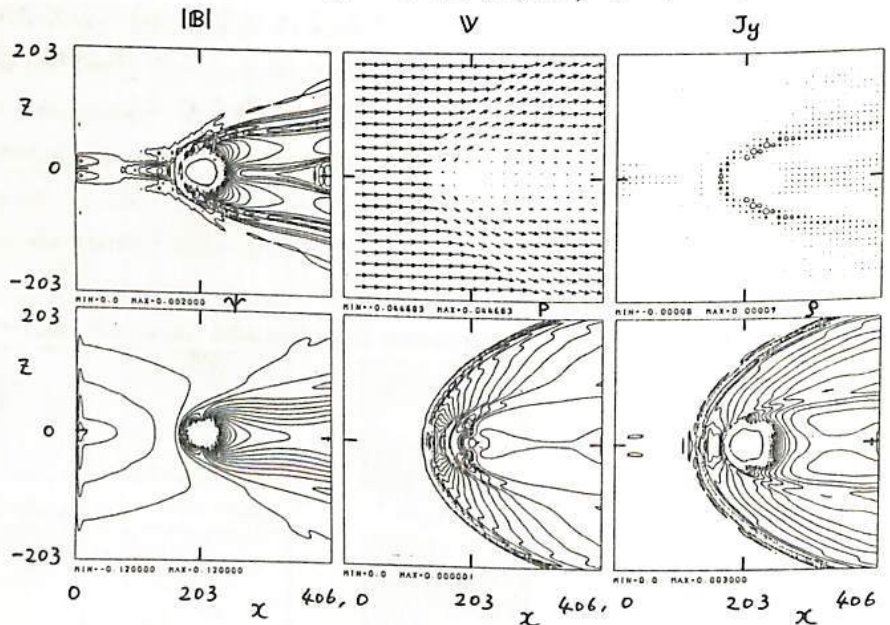 |B| V Jy
203
Z
0
-203
MIN=0.0 MAX=0.002000 MIN=-0.044683 MAX=0.044683 MIN=-0.00008 MAX=0.00007
203 Ψ P ρ
Z
0
-203
MIN=-0.120000 MAX=0.120000 MIN=0.0 MAX=0.000001 MIN=0.0 MAX=0.003000
0 203 406, 0 203 406, 0 203 406
x x x